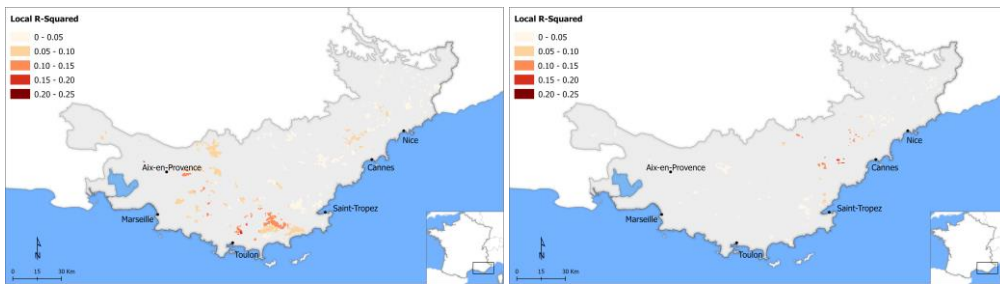 Local R-Squared
0 - 0.05
0.05 - 0.10
0.10 - 0.15
0.15 - 0.20
0.20 - 0.25
Nice
Aix-en-Provence
Cannes
Saint-Tropez
Marseille
Toulon
N
0 15 30 Km
Local R-Squared
0 - 0.05
0.05 - 0.10
0.10 - 0.15
0.15 - 0.20
0.20 - 0.25
Nice
Aix-en-Provence
Cannes
Saint-Tropez
Marseille
Toulon
N
0 15 30 Km